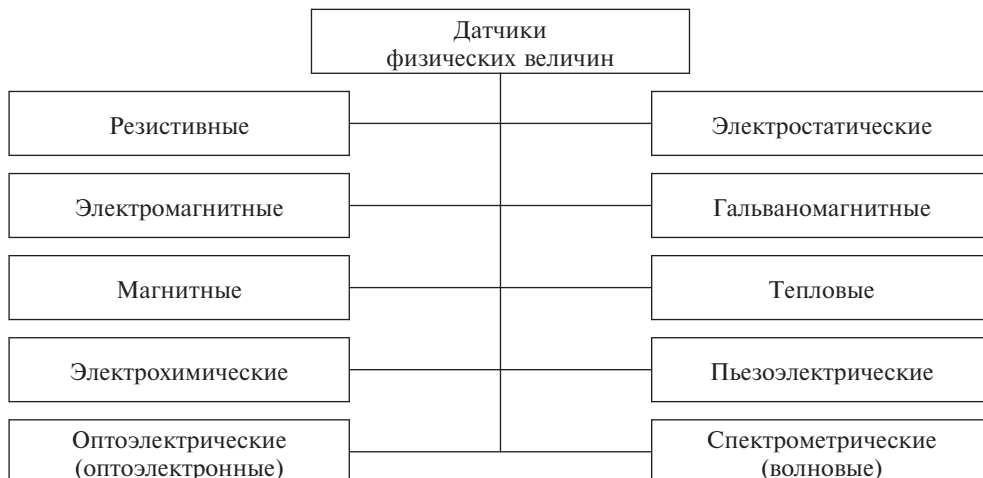 Датчики
физических величин
Резистивные
Электростатические
Электромагнитные
Гальваномагнитные
Магнитные
Тепловые
Электрохимические
Пьезоэлектрические
Оптоэлектрические
(оптоэлектронные)
Спектрометрические
(волновые)